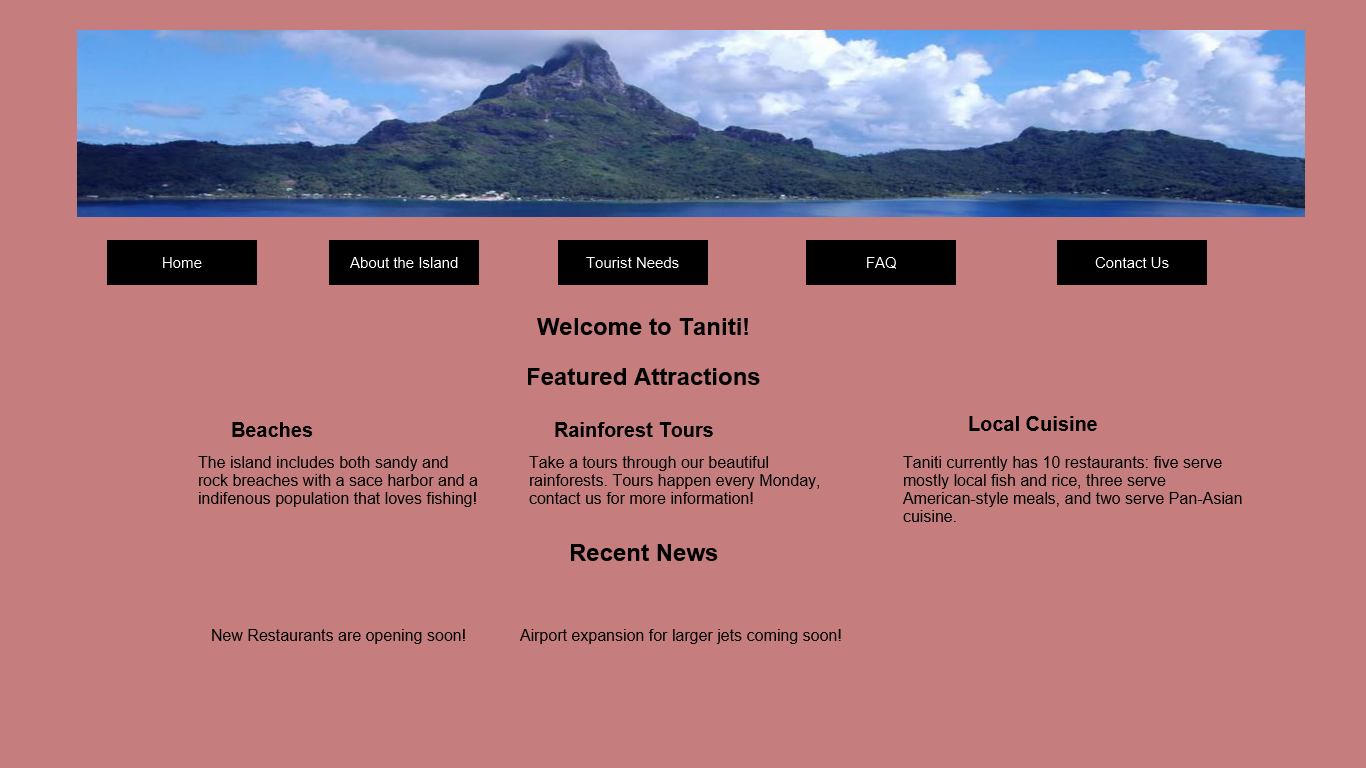 Home
About the Island
Tourist Needs
FAQ
Contact Us
Welcome to Taniti!
Featured Attractions
Beaches
The island includes both sandy and
rock breaches with a sace harbor and a
indifenous population that loves fishing!
Rainforest Tours
Take a tours through our beautiful
rainforests. Tours happen every Monday,
contact us for more information!
Local Cuisine
Taniti currently has 10 restaurants: five serve
mostly local fish and rice, three serve
American-style meals, and two serve Pan-Asian
cuisine.
Recent News
New Restaurants are opening soon!
Airport expansion for larger jets coming soon!